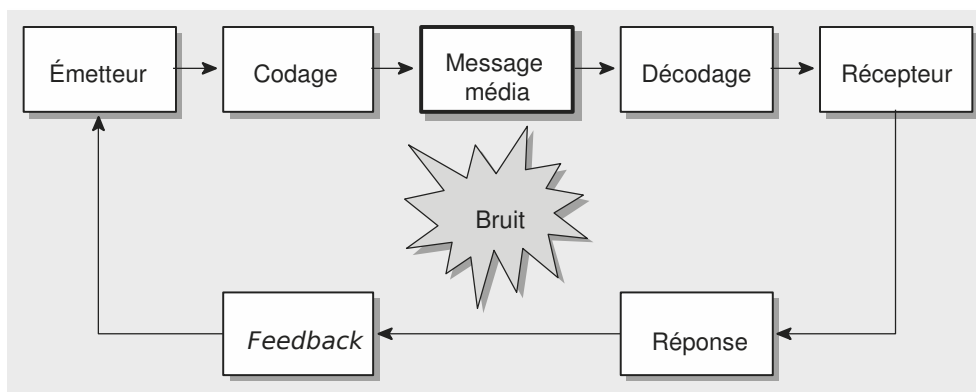 Émetteur
Codage
Message
média
Décodage
Récepteur
Bruit
Feedback
Réponse